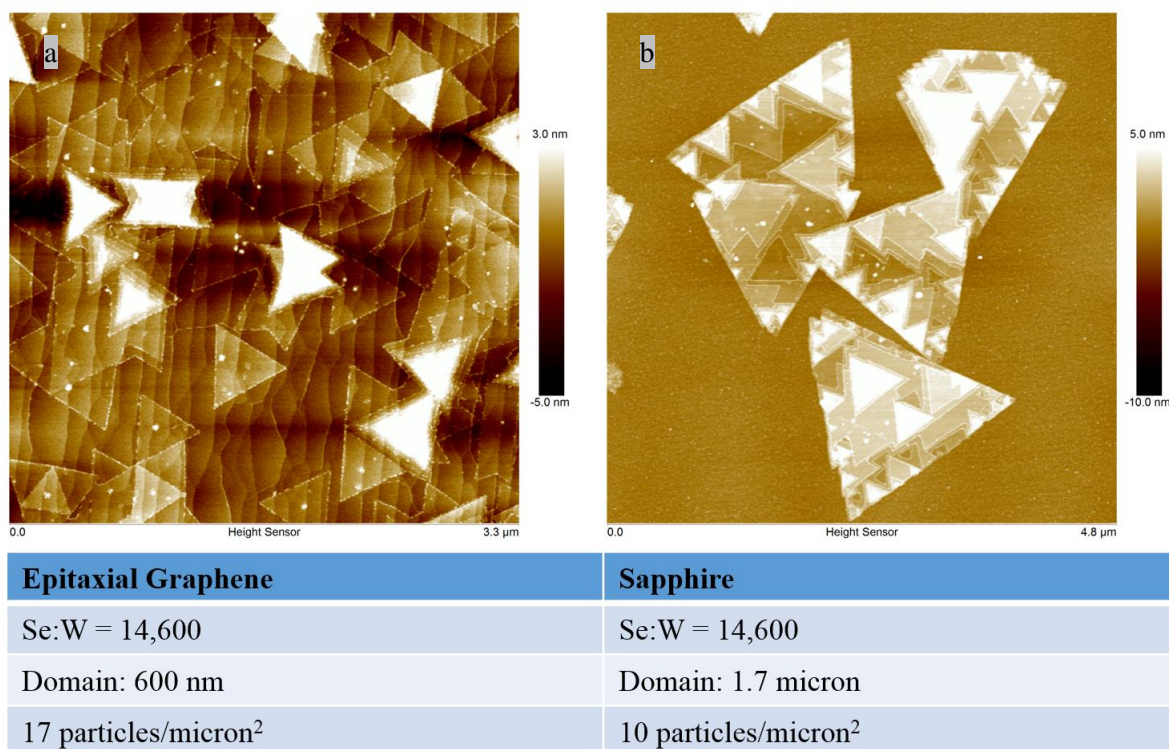 a
3.0 nm
-5.0 nm
0.0
Height Sensor
3.3 µm
b
5.0 nm
-10.0 nm
0.0
Height Sensor
4.8 µm
Epitaxial Graphene
Sapphire
Se:W = 14,600
Se:W = 14,600
Domain: 600 nm
Domain: 1.7 micron
17 particles/micron²
10 particles/micron²